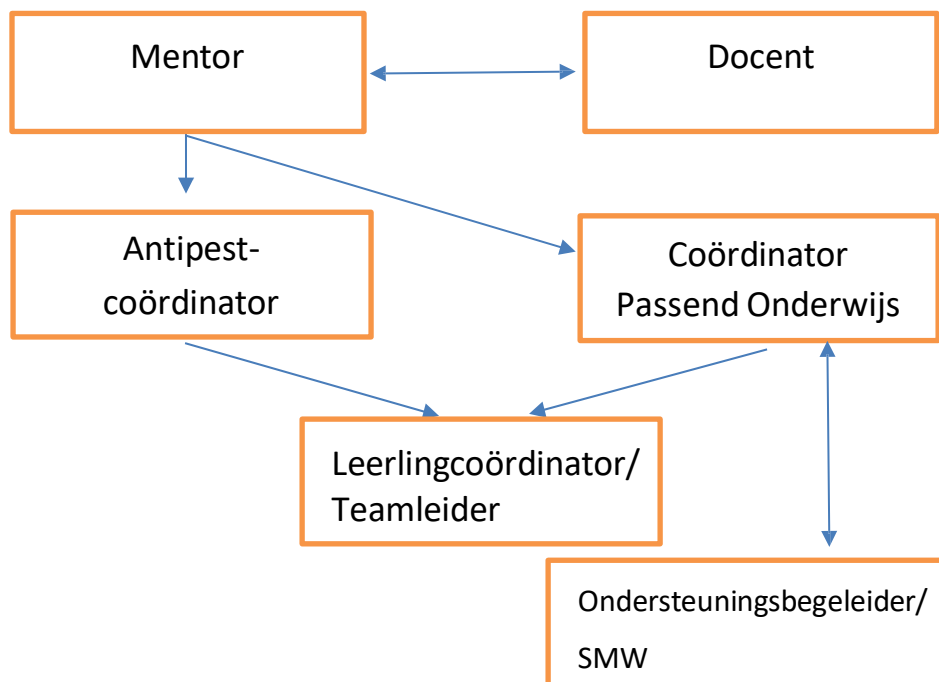 Mentor
Docent
Antipest-
coördinator
Coördinator
Passend Onderwijs
Leerlingcoördinator/
Teamleider
Ondersteuningsbegeleider/
SMW